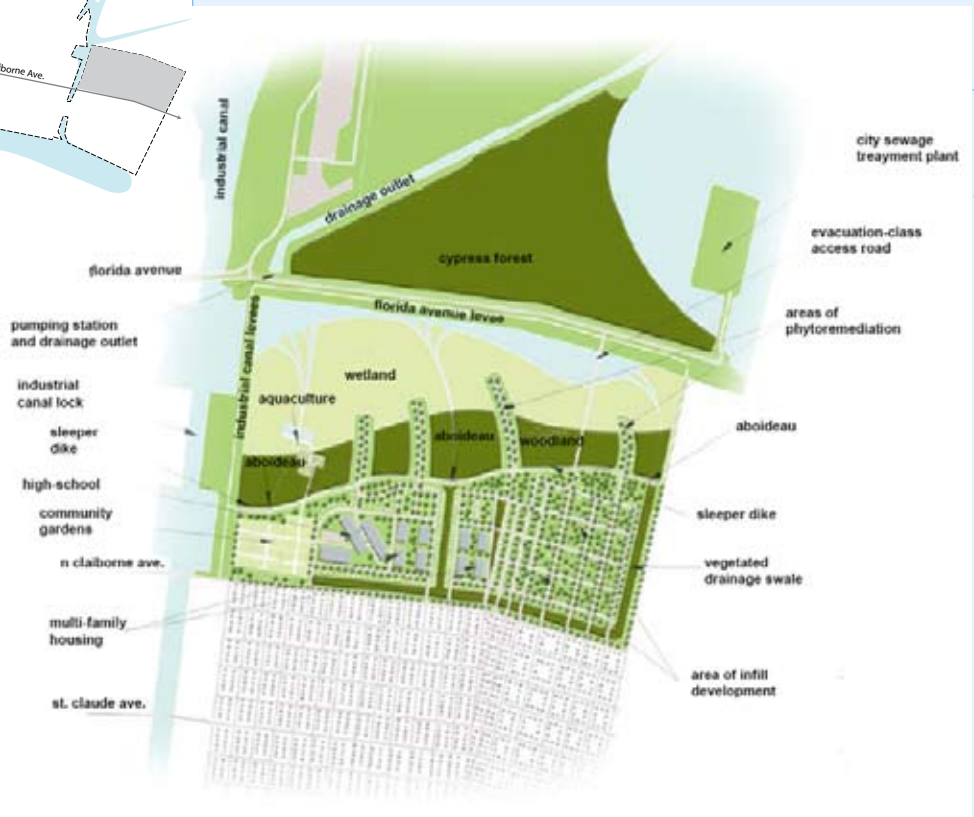 borne Ave.
industrial canal
drainage outlet
city sewage
treayment plant
evacuation-class
access road
cypress forest
florida avenue
florida avenue levee
areas of
phytoremediation
pumping station
and drainage outlet
industrial canal levees
wetland
industrial
canal lock
aquaculture
aboideau
sleeper
dike
aboideau
woodland
aboideau
high-school
community
gardens
sleeper dike
n claiborne ave.
vegetated
drainage swale
multi-family
housing
area of infill
development
st. claude ave.